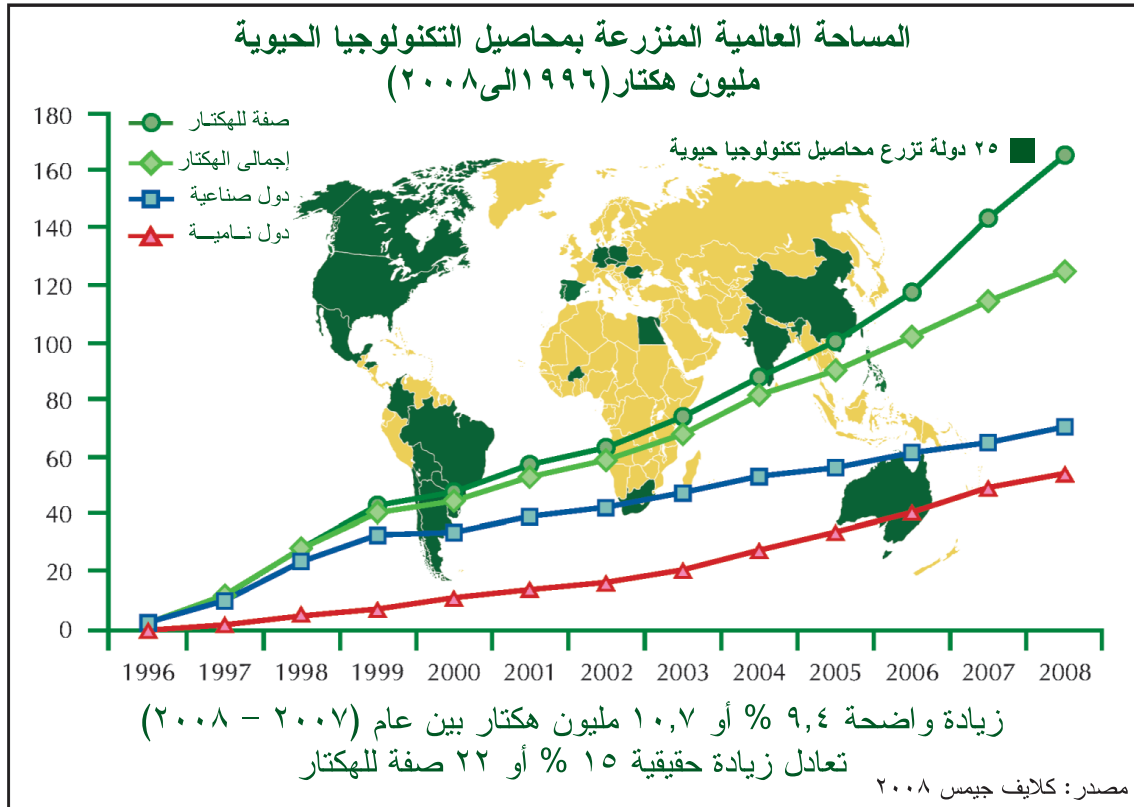 المساحة العالمية المنزرعة بمحاصيل التكنولوجيا الحيوية
مليون هكتار(١٩٩٦الى٢٠٠٨)
صفة للهكتـار
إجمالى الهكتار
دول صناعية
دول نــاميـــة
٢٥ دولة تزرع محاصيل تكنولوجيا حيوية
180
160
140
120
100
80
60
40
20
0
1996 1997 1998 1999 2000 2001 2002 2003 2004 2005 2006 2007 2008
زيادة واضحة ٩,٤ % أو ١٠,٧ مليون هكتار بين عام (٢٠٠٧ – ٢٠٠٨)
تعادل زيادة حقيقية ١٥ % أو ٢٢ صفة للهكتار
مصدر: كلايف جيمس ٢٠٠٨